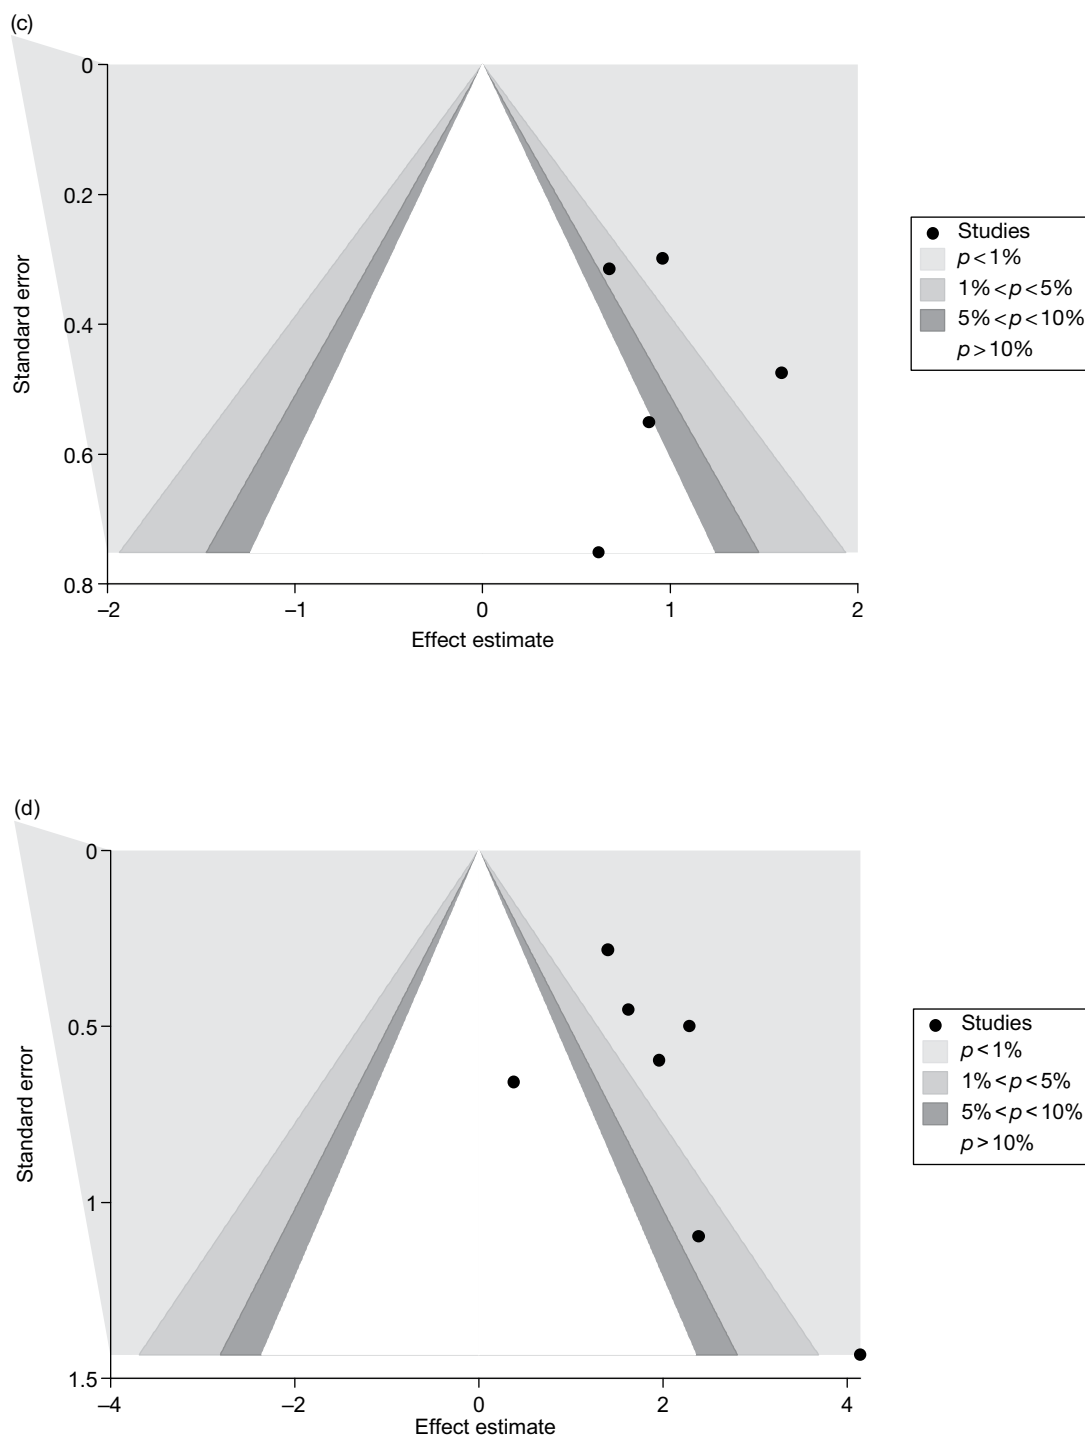 (c)
0
0.2
0.4
0.6
0.8
Standard error
−2
−1
0
1
2
Effect estimate
Studies
p < 1%
1% < p < 5%
5% < p < 10%
p > 10%
(d)
0
0.5
1
1.5
Standard error
−4
−2
0
2
4
Effect estimate
Studies
p < 1%
1% < p < 5%
5% < p < 10%
p > 10%